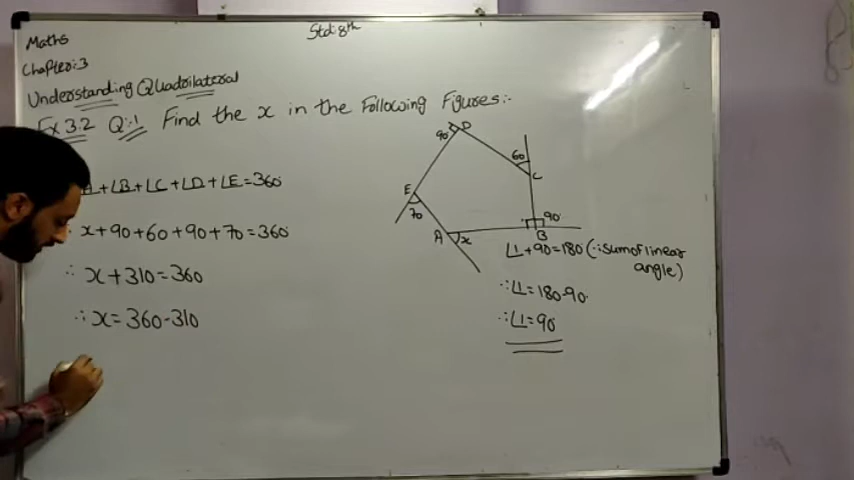 Maths
Std:8th
Chapter:3
Understanding Quadrilateral
Ex 3.2 Q:1 Find the x in the Following Figures:-
+∠B+∠C+∠D+∠E=360
x+90+60+90+70=360
∴ x+310=360
∴x=360-310
90 D
60
C
E
70
90
A x
B
∠1+90=180(∵sum of linear
angle)
∴∠1=180-90
∴∠1=90